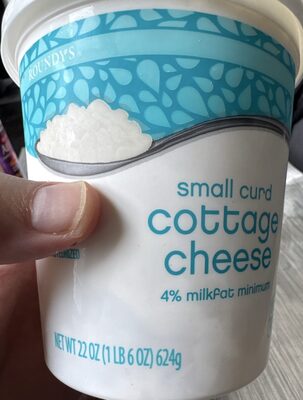 ROUNDY'S
small curd
cottage
cheese
4% milkfat minimum
NET WT 22 OZ (1 LB 6 OZ) 624g